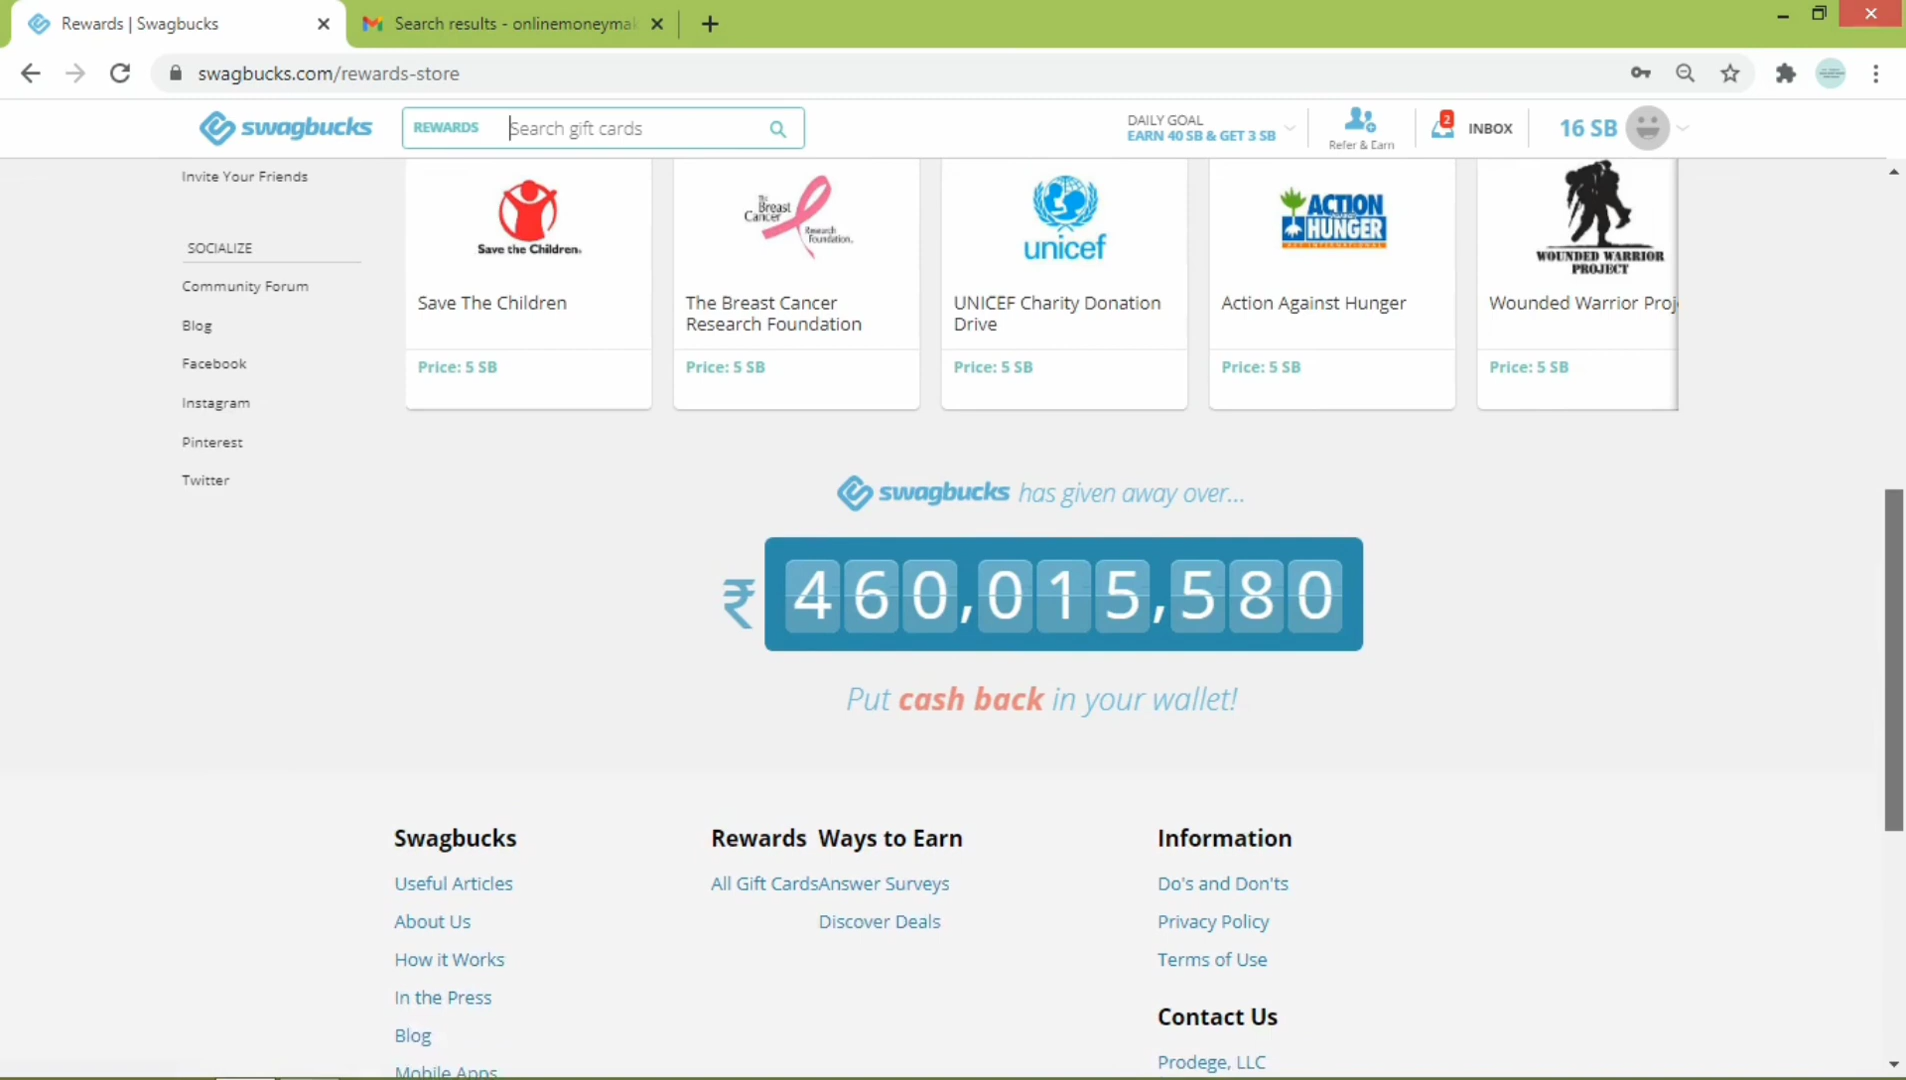 Rewards | Swagbucks
Search results - onlinemoneymak
swagbucks.com/rewards-store
swagbucks
REWARDS
Search gift cards
DAILY GOAL
EARN 40 SB & GET 3 SB
Refer & Earn
2
INBOX
16 SB
Invite Your Friends
SOCIALIZE
Community Forum
Blog
Facebook
Instagram
Pinterest
Twitter
Save the Children.
Save The Children
Price: 5 SB
The
Breast
Cancer
Research
Foundation.
The Breast Cancer
Research Foundation
Price: 5 SB
unicef
UNICEF Charity Donation
Drive
Price: 5 SB
ACTION
HUNGER
Action Against Hunger
Price: 5 SB
WOUNDED WARRIOR
PROJECT
Wounded Warrior Proj
Price: 5 SB
swagbucks has given away over...
₹ 460,015,580
Put cash back in your wallet!
Swagbucks
Useful Articles
About Us
How it Works
In the Press
Blog
Mobile Apps
Rewards
All Gift Cards
Ways to Earn
Answer Surveys
Discover Deals
Information
Do's and Don'ts
Privacy Policy
Terms of Use
Contact Us
Prodege, LLC